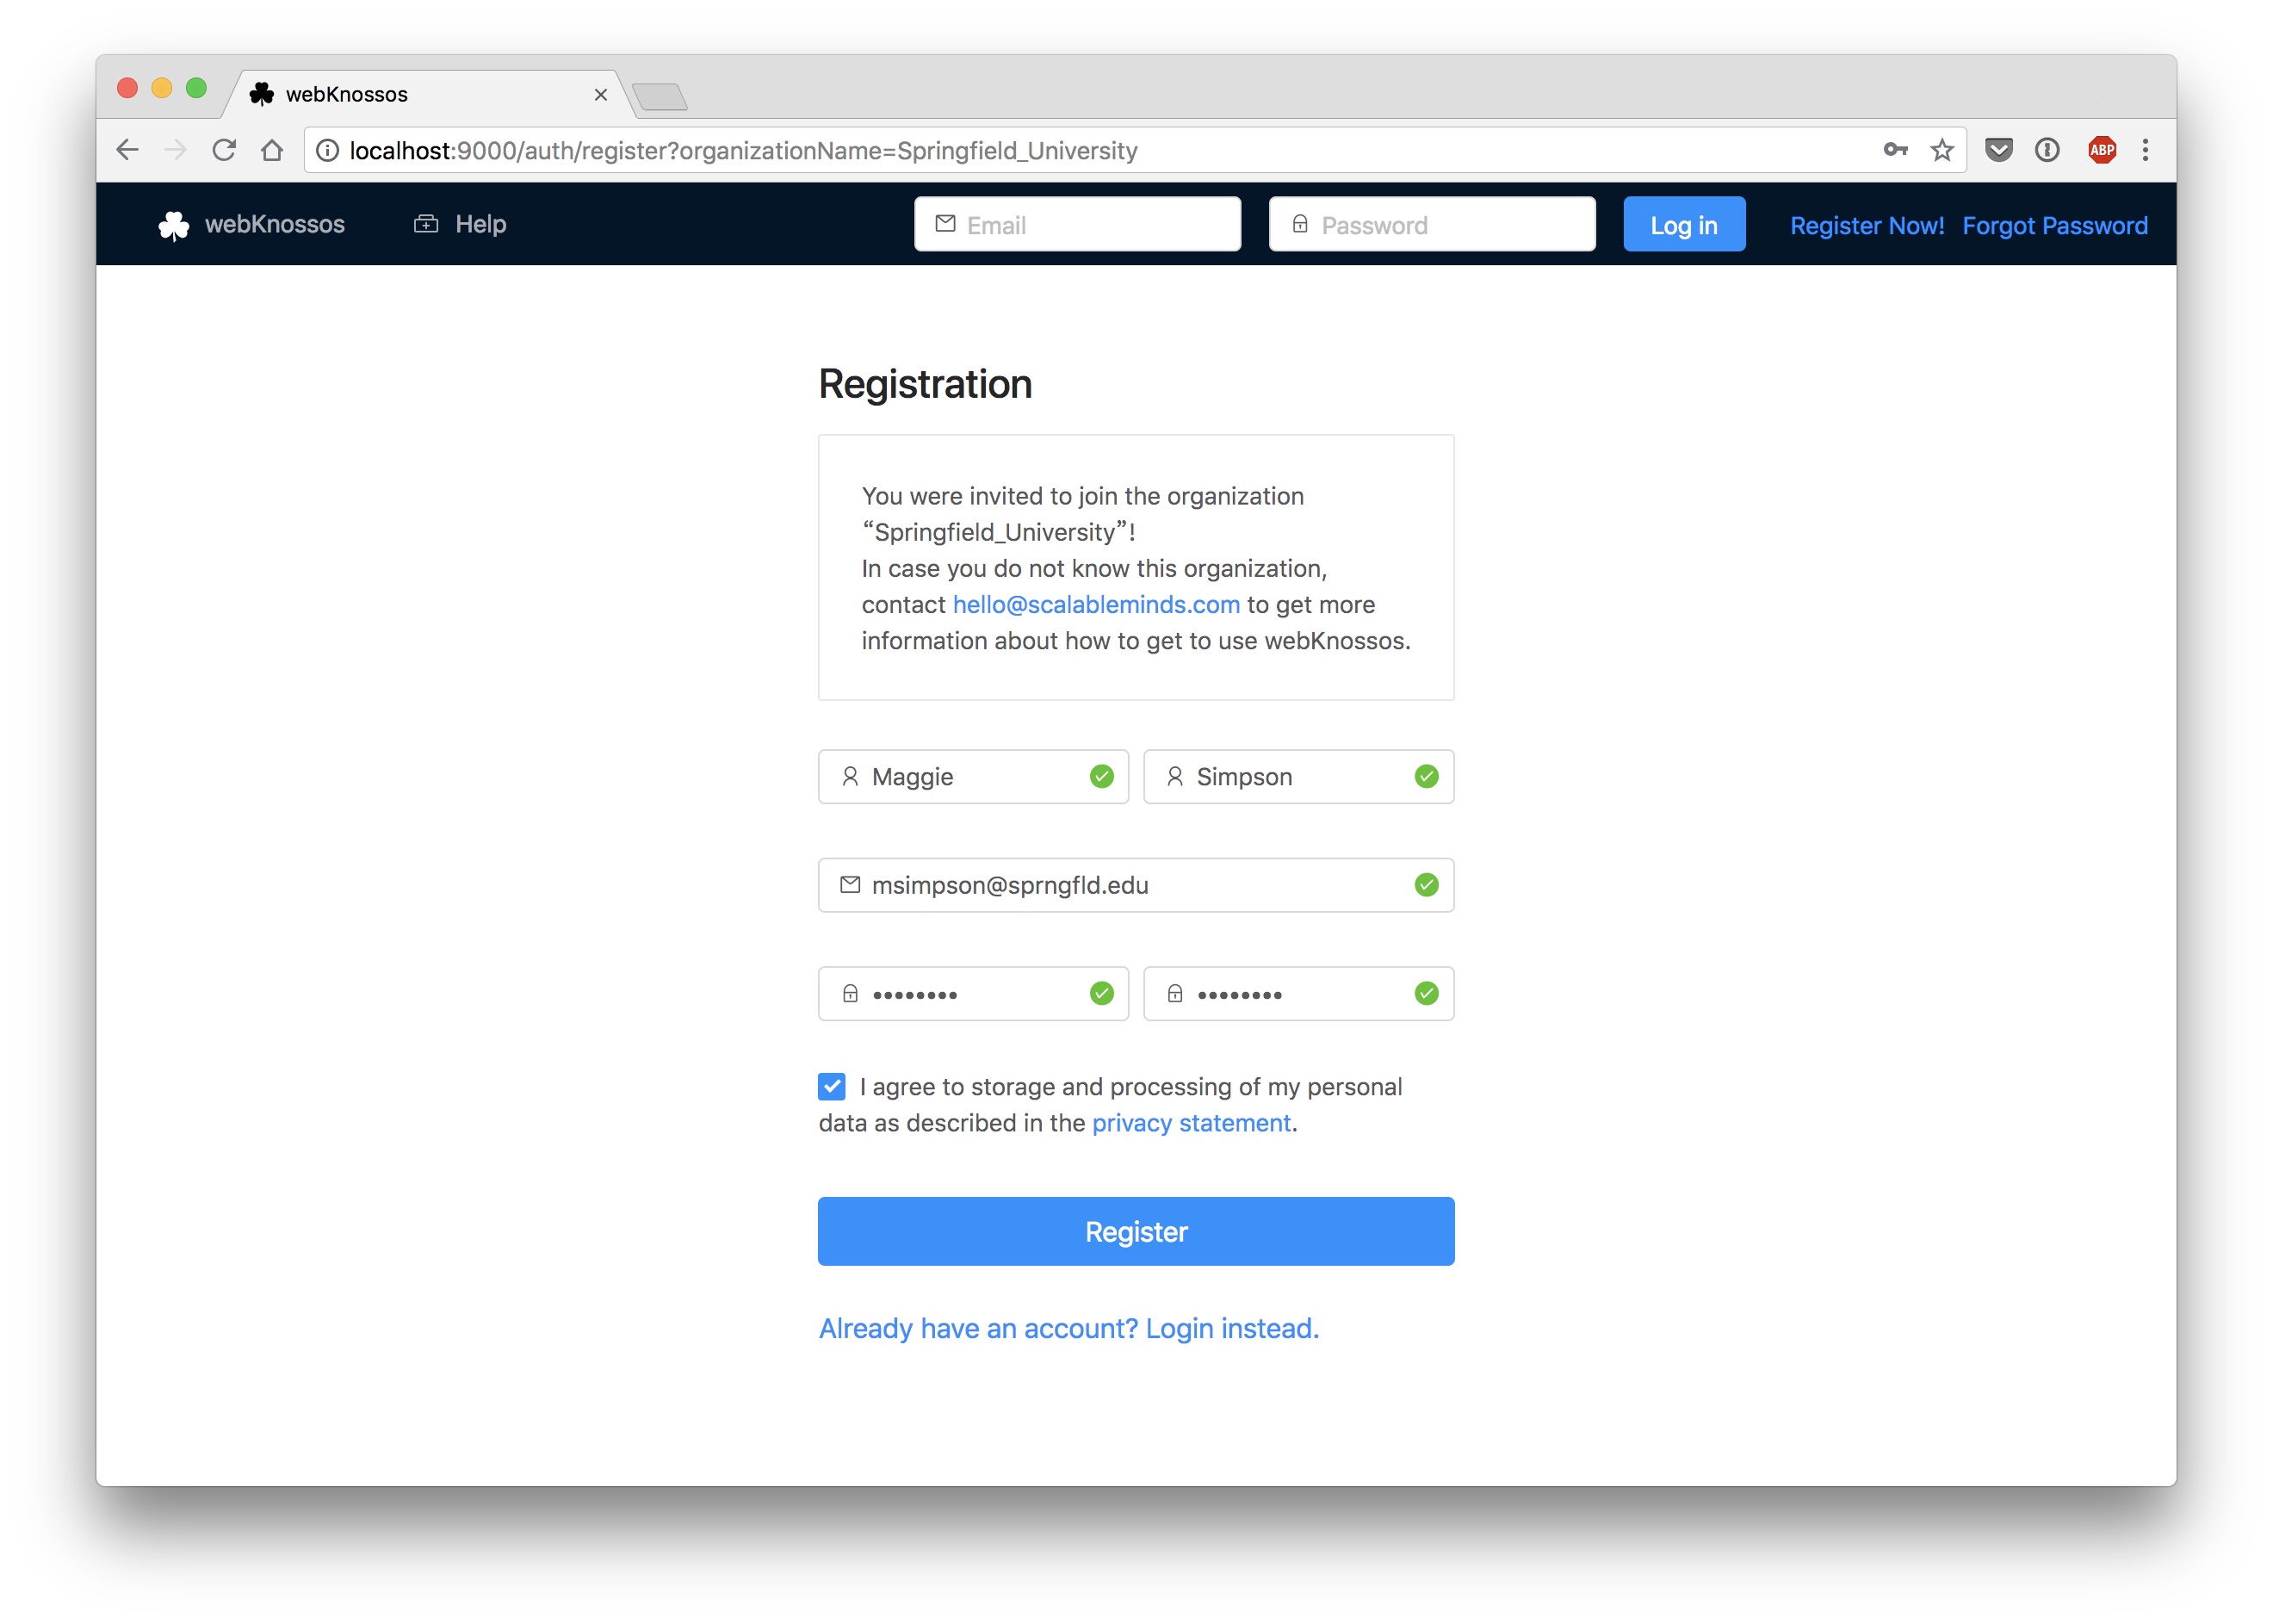 webKnossos
localhost:9000/auth/register?organizationName=Springfield_University
ABP
webKnossos Help Email Password Log in Register Now! Forgot Password
Registration
You were invited to join the organization
“Springfield_University”!
In case you do not know this organization,
contact hello@scalableminds.com to get more
information about how to get to use webKnossos.
Maggie Simpson
msimpson@sprngfld.edu
•••••••• ••••••••
I agree to storage and processing of my personal
data as described in the privacy statement.
Register
Already have an account? Login instead.